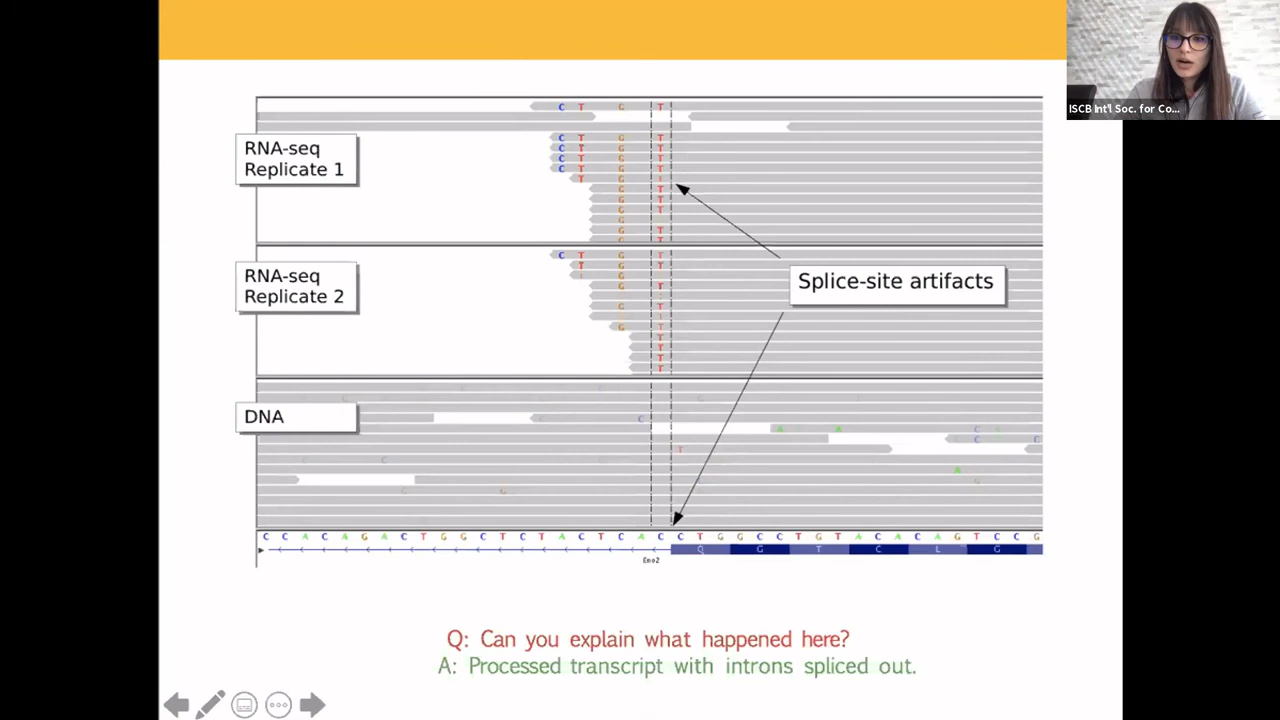 ISCB Int'l Soc. for Co...
C T G T
RNA-seq
Replicate 1
C T G T
C T G T
C T G T
C T G T
T G
G T
G T
G T
G
G T
RNA-seq
Replicate 2
C T G T
T G T
G
G T
G T
G
T
T
T
T
Splice-site artifacts
DNA
C
A A C
C C
T
C
A
G
C C A C A G A C T G G C T C T A C T C A C C T G G C C T G T A C A C A G T C C G
Q G T C L G
Eno2
Q: Can you explain what happened here?
A: Processed transcript with introns spliced out.